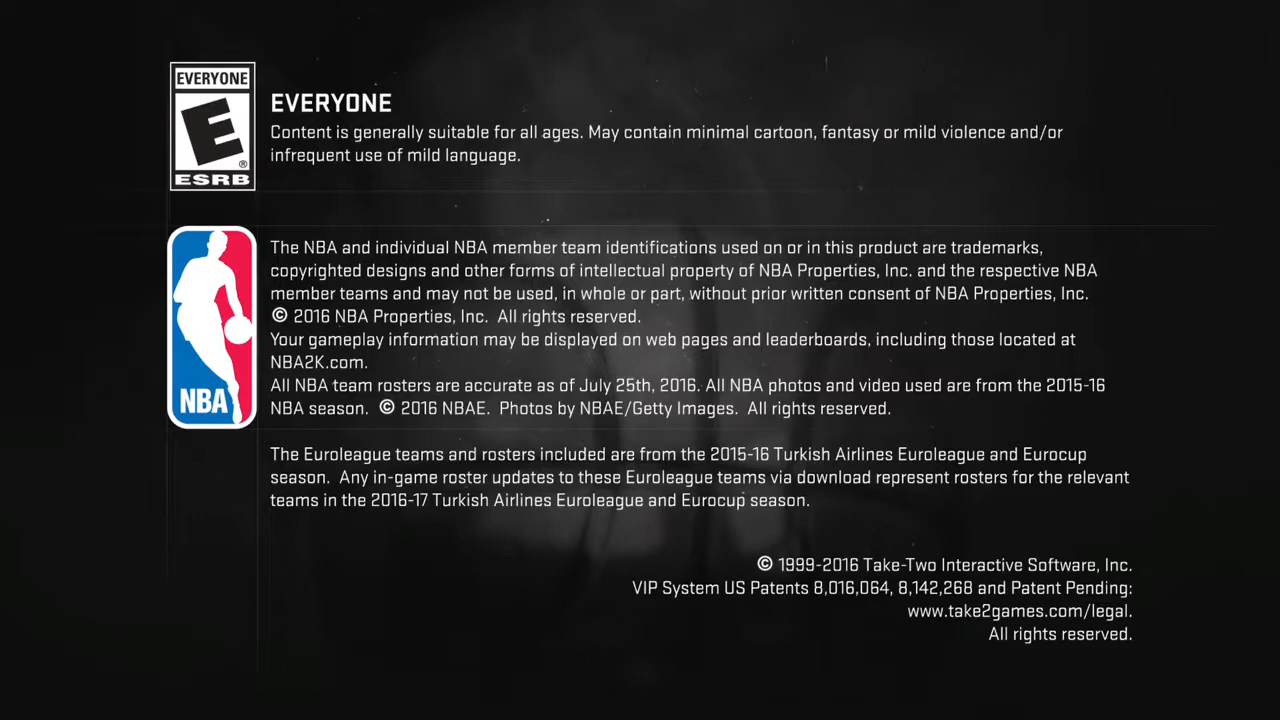 EVERYONE
E
®
ESRB
EVERYONE
Content is generally suitable for all ages. May contain minimal cartoon, fantasy or mild violence and/or
infrequent use of mild language.
The NBA and individual NBA member team identifications used on or in this product are trademarks,
copyrighted designs and other forms of intellectual property of NBA Properties, Inc. and the respective NBA
member teams and may not be used, in whole or part, without prior written consent of NBA Properties, Inc.
© 2016 NBA Properties, Inc.  All rights reserved.
Your gameplay information may be displayed on web pages and leaderboards, including those located at
NBA2K.com.
All NBA team rosters are accurate as of July 25th, 2016. All NBA photos and video used are from the 2015-16
NBA season.  © 2016 NBAE.  Photos by NBAE/Getty Images.  All rights reserved.
NBA
The Euroleague teams and rosters included are from the 2015-16 Turkish Airlines Euroleague and Eurocup
season.  Any in-game roster updates to these Euroleague teams via download represent rosters for the relevant
teams in the 2016-17 Turkish Airlines Euroleague and Eurocup season.
© 1999-2016 Take-Two Interactive Software, Inc.
VIP System US Patents 8,016,064, 8,142,268 and Patent Pending:
www.take2games.com/legal.
All rights reserved.